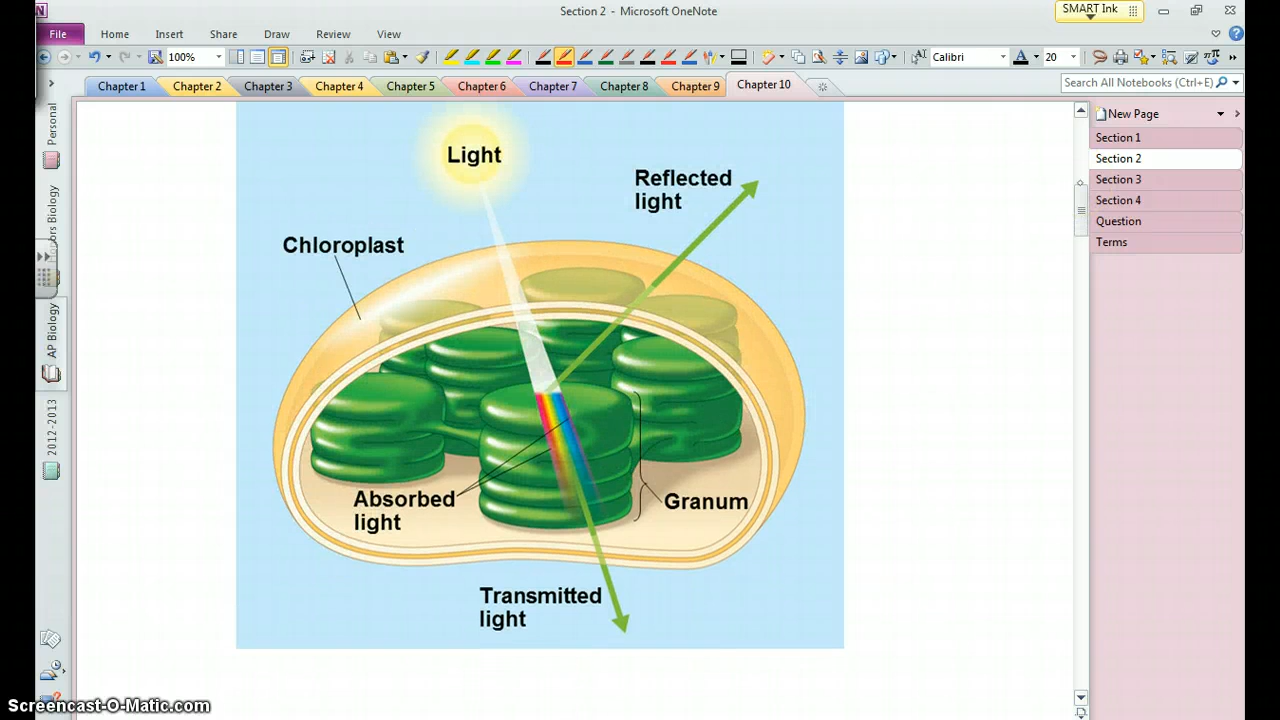 Section 2 - Microsoft OneNote
SMART Ink
File Home Insert Share Draw Review View
100%
Calibri
20
Chapter 1 Chapter 2 Chapter 3 Chapter 4 Chapter 5 Chapter 6 Chapter 7 Chapter 8 Chapter 9 Chapter 10
Search All Notebooks (Ctrl+E)
Personal
Biology
AP Biology
2012-2013
New Page
Section 1
Section 2
Section 3
Section 4
Question
Terms
Light
Reflected
light
Chloroplast
Absorbed
light
Granum
Transmitted
light
Screencast-O-Matic.com